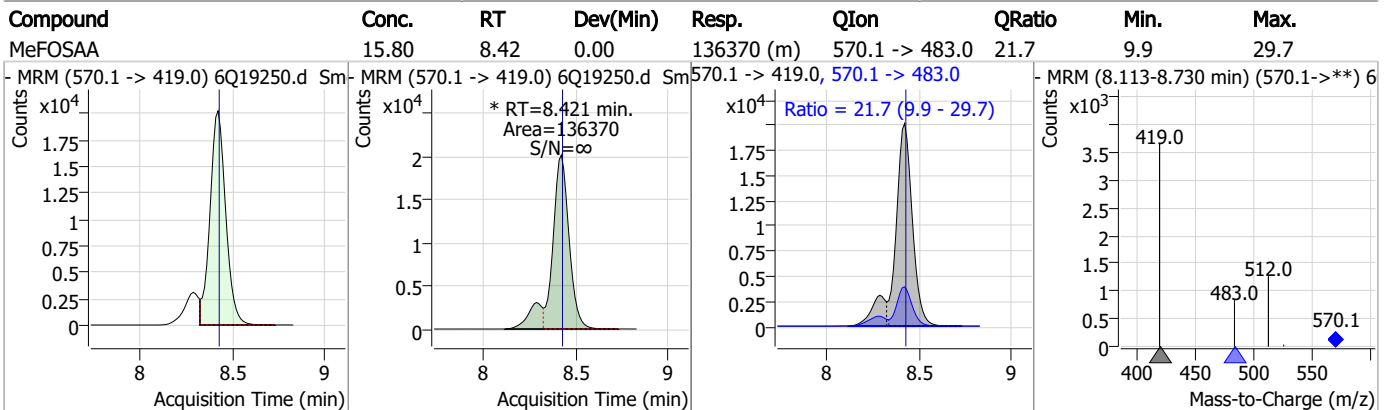 Compound Conc. RT Dev(Min) Resp. QIon QRatio Min. Max.
MeFOSAA 15.80 8.42 0.00 136370 (m) 570.1 -> 483.0 21.7 9.9 29.7
- MRM (570.1 -> 419.0) 6Q19250.d Sm
Counts
x10⁴
1.75
1.5
1.25
1
0.75
0.5
0.25
0
8 8.5 9
Acquisition Time (min)
- MRM (570.1 -> 419.0) 6Q19250.d Sm
Counts
x10⁴
* RT=8.421 min.
Area=136370
S/N=∞
2
1.5
1
0.5
0
8 8.5 9
Acquisition Time (min)
570.1 -> 419.0, 570.1 -> 483.0
Counts
x10⁴
Ratio = 21.7 (9.9 - 29.7)
1.75
1.5
1.25
1
0.75
0.5
0.25
0
8 8.5 9
Acquisition Time (min)
- MRM (8.113-8.730 min) (570.1->**) 6
Counts
x10³
3.5
3
2.5
2
1.5
1
0.5
0
419.0
483.0
512.0
570.1
400 450 500 550
Mass-to-Charge (m/z)